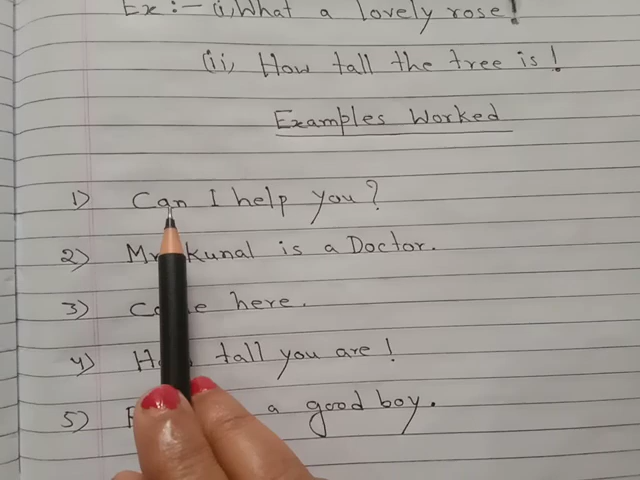 Ex :- (i, What a lovely rose!
(ii, How tall the tree is!
Examples Worked
1) Can I help you?
2) Mr. Kunal is a Doctor.
3) here.
4) tall you are!
5) a good boy.